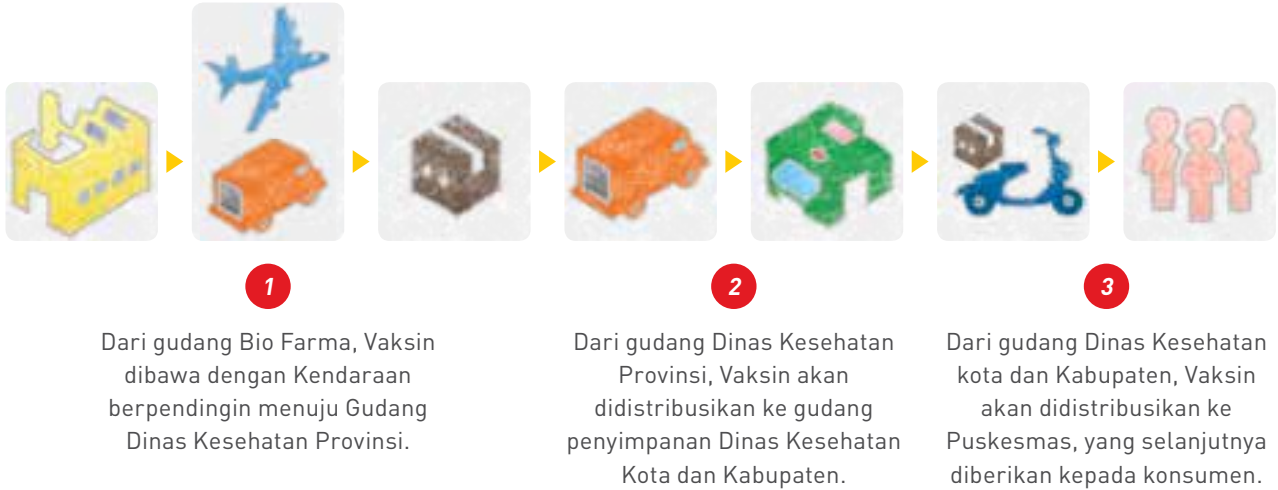 1
Dari gudang Bio Farma, Vaksin
dibawa dengan Kendaraan
berpendingin menuju Gudang
Dinas Kesehatan Provinsi.
2
Dari gudang Dinas Kesehatan
Provinsi, Vaksin akan
didistribusikan ke gudang
penyimpanan Dinas Kesehatan
Kota dan Kabupaten.
3
Dari gudang Dinas Kesehatan
kota dan Kabupaten, Vaksin
akan didistribusikan ke
Puskesmas, yang selanjutnya
diberikan kepada konsumen.